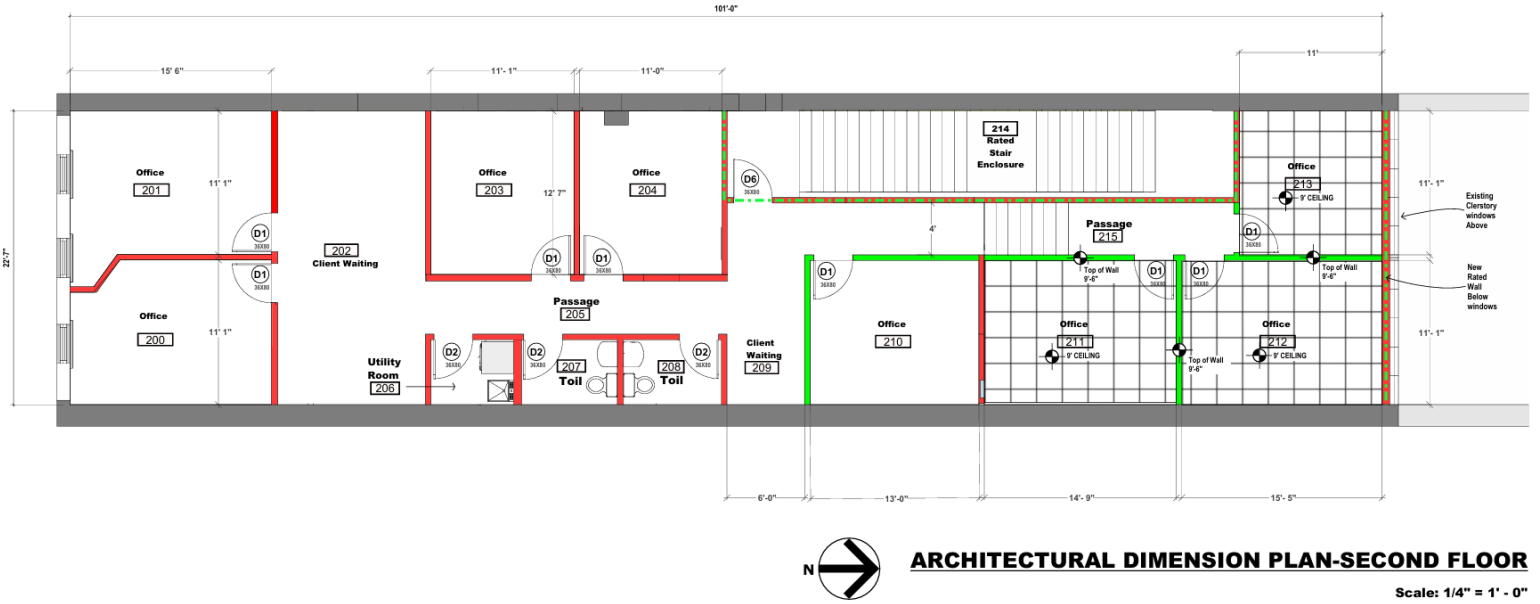 101'-0"
15' 6"
11'- 1"
11'-0"
11'
22'-7"
Office
201
11' 1"
D1
36X80
D1
36X80
Office
200
11' 1"
202
Client Waiting
Office
203
12' 7"
D1
36X80
Office
204
D1
36X80
Passage
205
Utility
Room
206
D2
36X80
D2
36X80
207
Toil
208
Toil
D2
36X80
Client
Waiting
209
D6
36X80
214
Rated
Stair
Enclosure
4'
Passage
215
D1
36X80
Office
210
Top of Wall
9'-6"
D1
36X80
Office
211
9' CEILING
D1
36X80
Top of Wall
9'-6"
Office
212
9' CEILING
Office
213
9' CEILING
D1
36X80
Top of Wall
9'-6"
11'- 1"
11'- 1"
Existing
Clerstory
windows
Above
New
Rated
Wall
Below
windows
6'-0"
13'-0"
14'- 9"
15'- 5"
N
ARCHITECTURAL DIMENSION PLAN-SECOND FLOOR
Scale: 1/4" = 1' - 0"